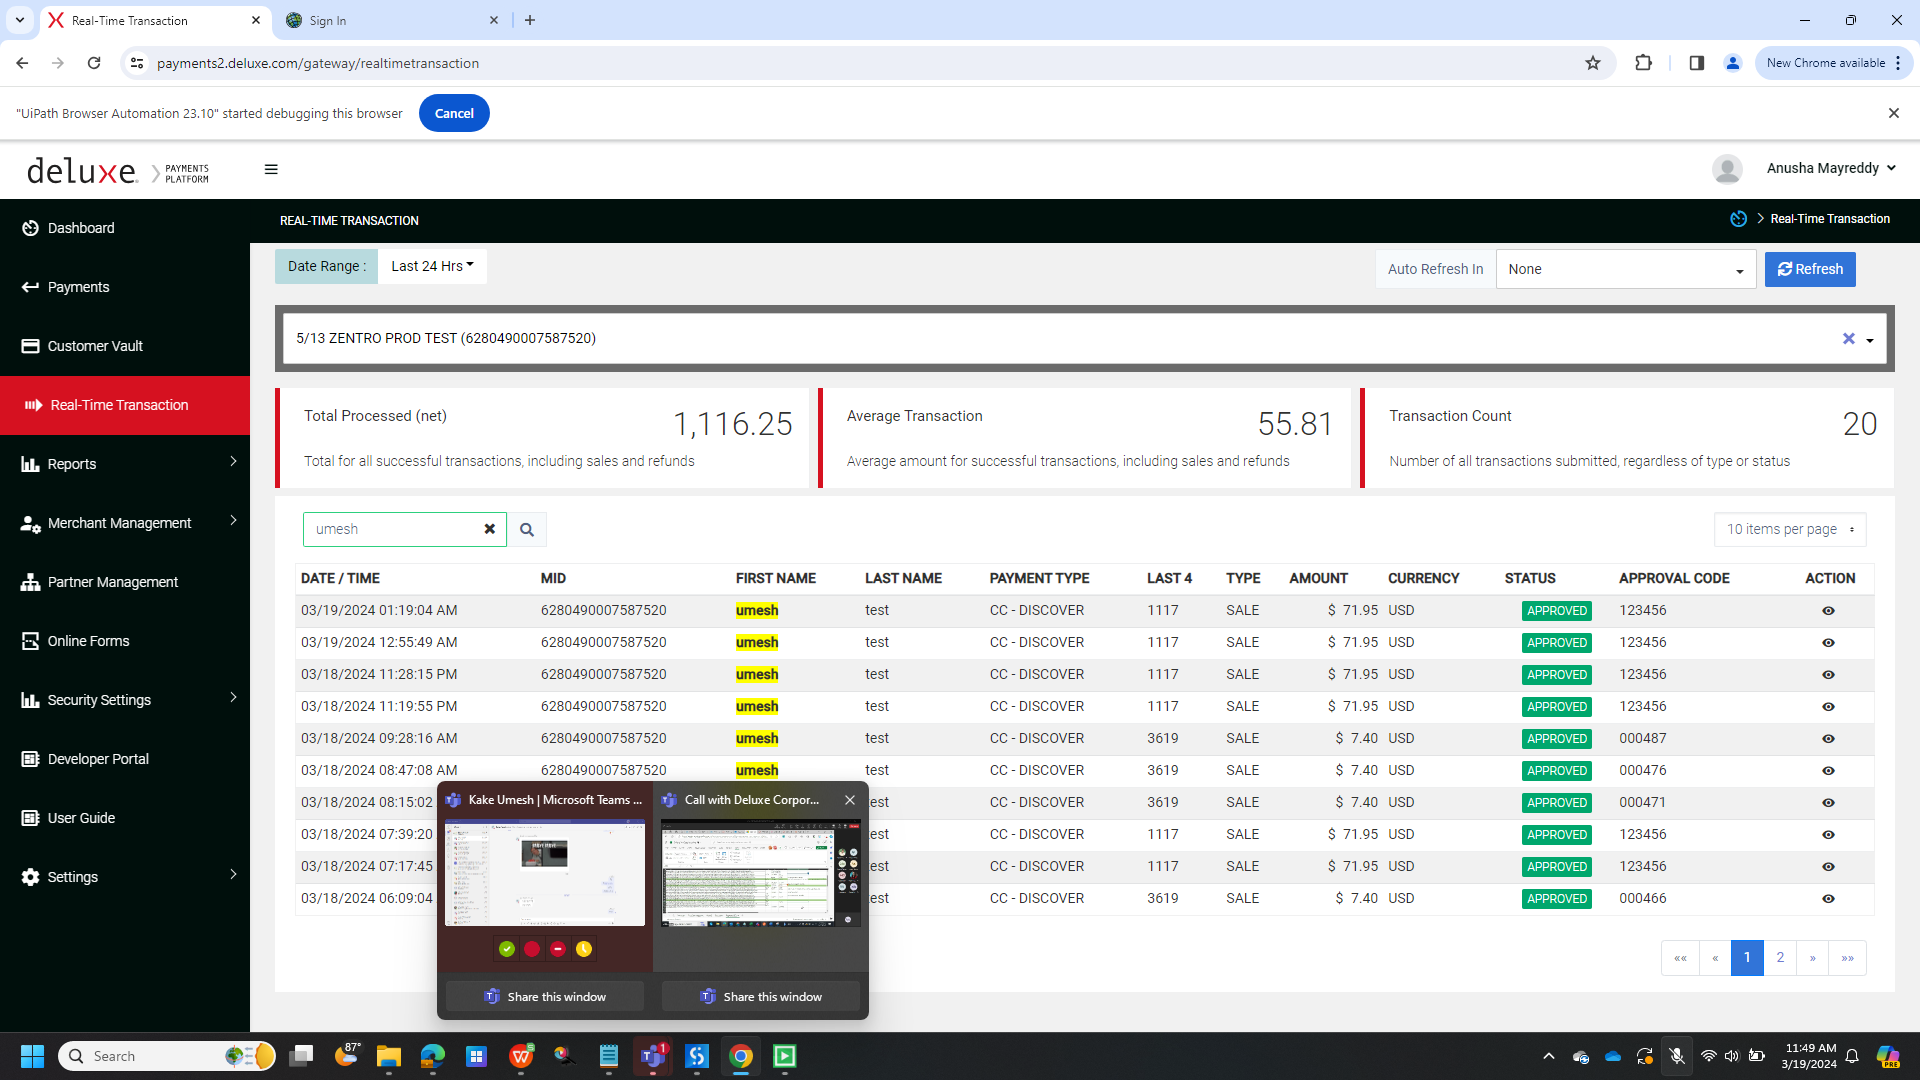 Real-Time Transaction
Sign In
payments2.deluxe.com/gateway/realtimetransaction
New Chrome available
"UiPath Browser Automation 23.10" started debugging this browser
Cancel
deluxe
PAYMENTS
PLATFORM
Anusha Mayreddy
Dashboard
Payments
Customer Vault
Real-Time Transaction
Reports
Merchant Management
Partner Management
Online Forms
Security Settings
Developer Portal
User Guide
Settings
REAL-TIME TRANSACTION
Real-Time Transaction
Date Range :
Last 24 Hrs
Auto Refresh In
None
Refresh
5/13 ZENTRO PROD TEST (6280490007587520)
Total Processed (net)
1,116.25
Total for all successful transactions, including sales and refunds
Average Transaction
55.81
Average amount for successful transactions, including sales and refunds
Transaction Count
20
Number of all transactions submitted, regardless of type or status
umesh
10 items per page
DATE / TIME MID FIRST NAME LAST NAME PAYMENT TYPE LAST 4 TYPE AMOUNT CURRENCY STATUS APPROVAL CODE ACTION
03/19/2024 01:19:04 AM 6280490007587520 umesh test CC - DISCOVER 1117 SALE $ 71.95 USD APPROVED 123456
03/19/2024 12:55:49 AM 6280490007587520 umesh test CC - DISCOVER 1117 SALE $ 71.95 USD APPROVED 123456
03/18/2024 11:28:15 PM 6280490007587520 umesh test CC - DISCOVER 1117 SALE $ 71.95 USD APPROVED 123456
03/18/2024 11:19:55 PM 6280490007587520 umesh test CC - DISCOVER 1117 SALE $ 71.95 USD APPROVED 123456
03/18/2024 09:28:16 AM 6280490007587520 umesh test CC - DISCOVER 3619 SALE $ 7.40 USD APPROVED 000487
03/18/2024 08:47:08 AM 6280490007587520 umesh test CC - DISCOVER 3619 SALE $ 7.40 USD APPROVED 000476
03/18/2024 08:15:02 CC - DISCOVER 3619 SALE $ 7.40 USD APPROVED 000471
03/18/2024 07:39:20 CC - DISCOVER 1117 SALE $ 71.95 USD APPROVED 123456
03/18/2024 07:17:45 CC - DISCOVER 1117 SALE $ 71.95 USD APPROVED 123456
03/18/2024 06:09:04 CC - DISCOVER 3619 SALE $ 7.40 USD APPROVED 000466
«« « 1 2 » »»
Kake Umesh | Microsoft Teams ...
Call with Deluxe Corpor...
Share this window
Share this window
Search
87°
1
11:49 AM
3/19/2024
PRE